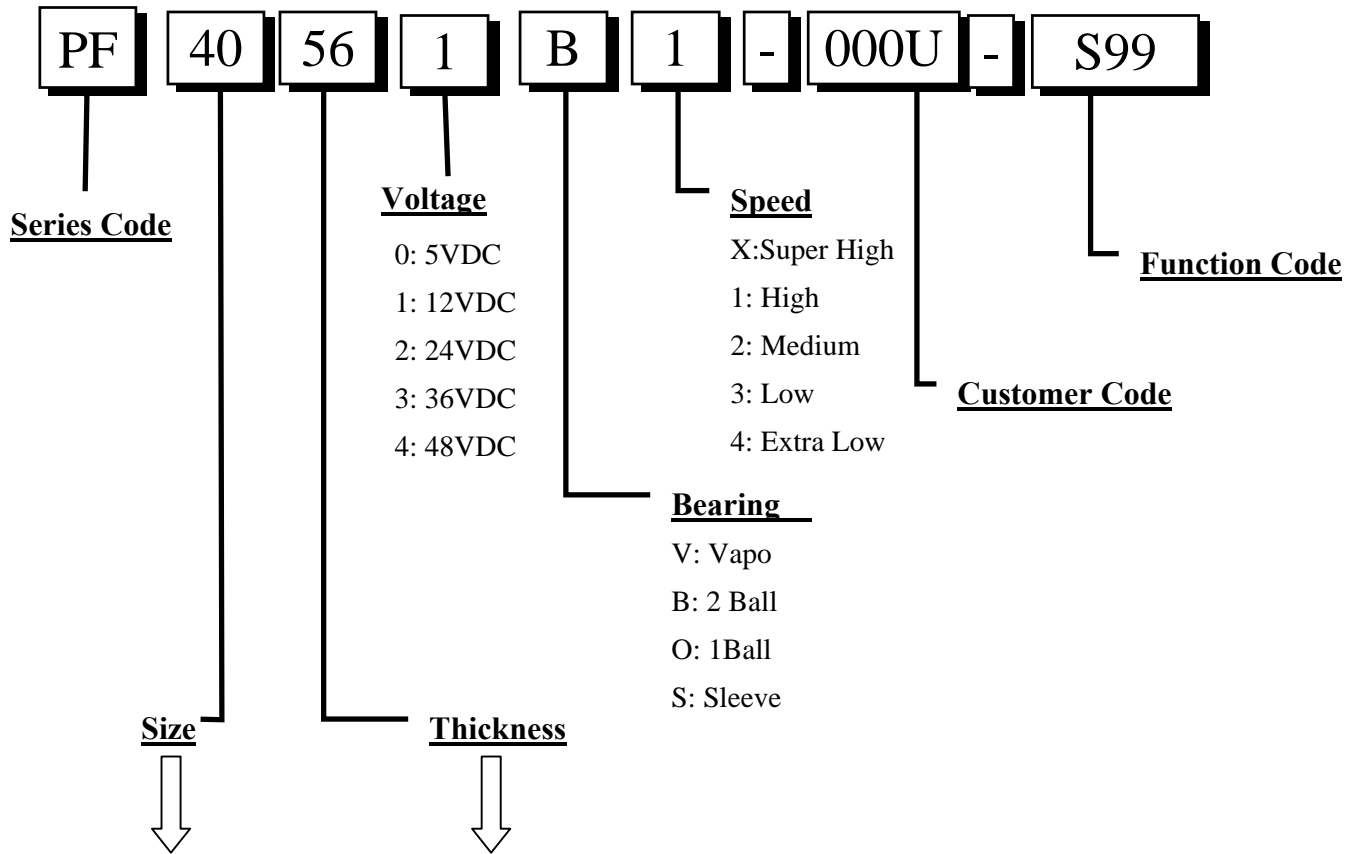 PF 40 56 1 B 1 - 000U - S99
Series Code
Voltage
0: 5VDC
1: 12VDC
2: 24VDC
3: 36VDC
4: 48VDC
Speed
X:Super High
1: High
2: Medium
3: Low
4: Extra Low
Function Code
Customer Code
Bearing
V: Vapo
B: 2 Ball
O: 1Ball
S: Sleeve
Size
Thickness